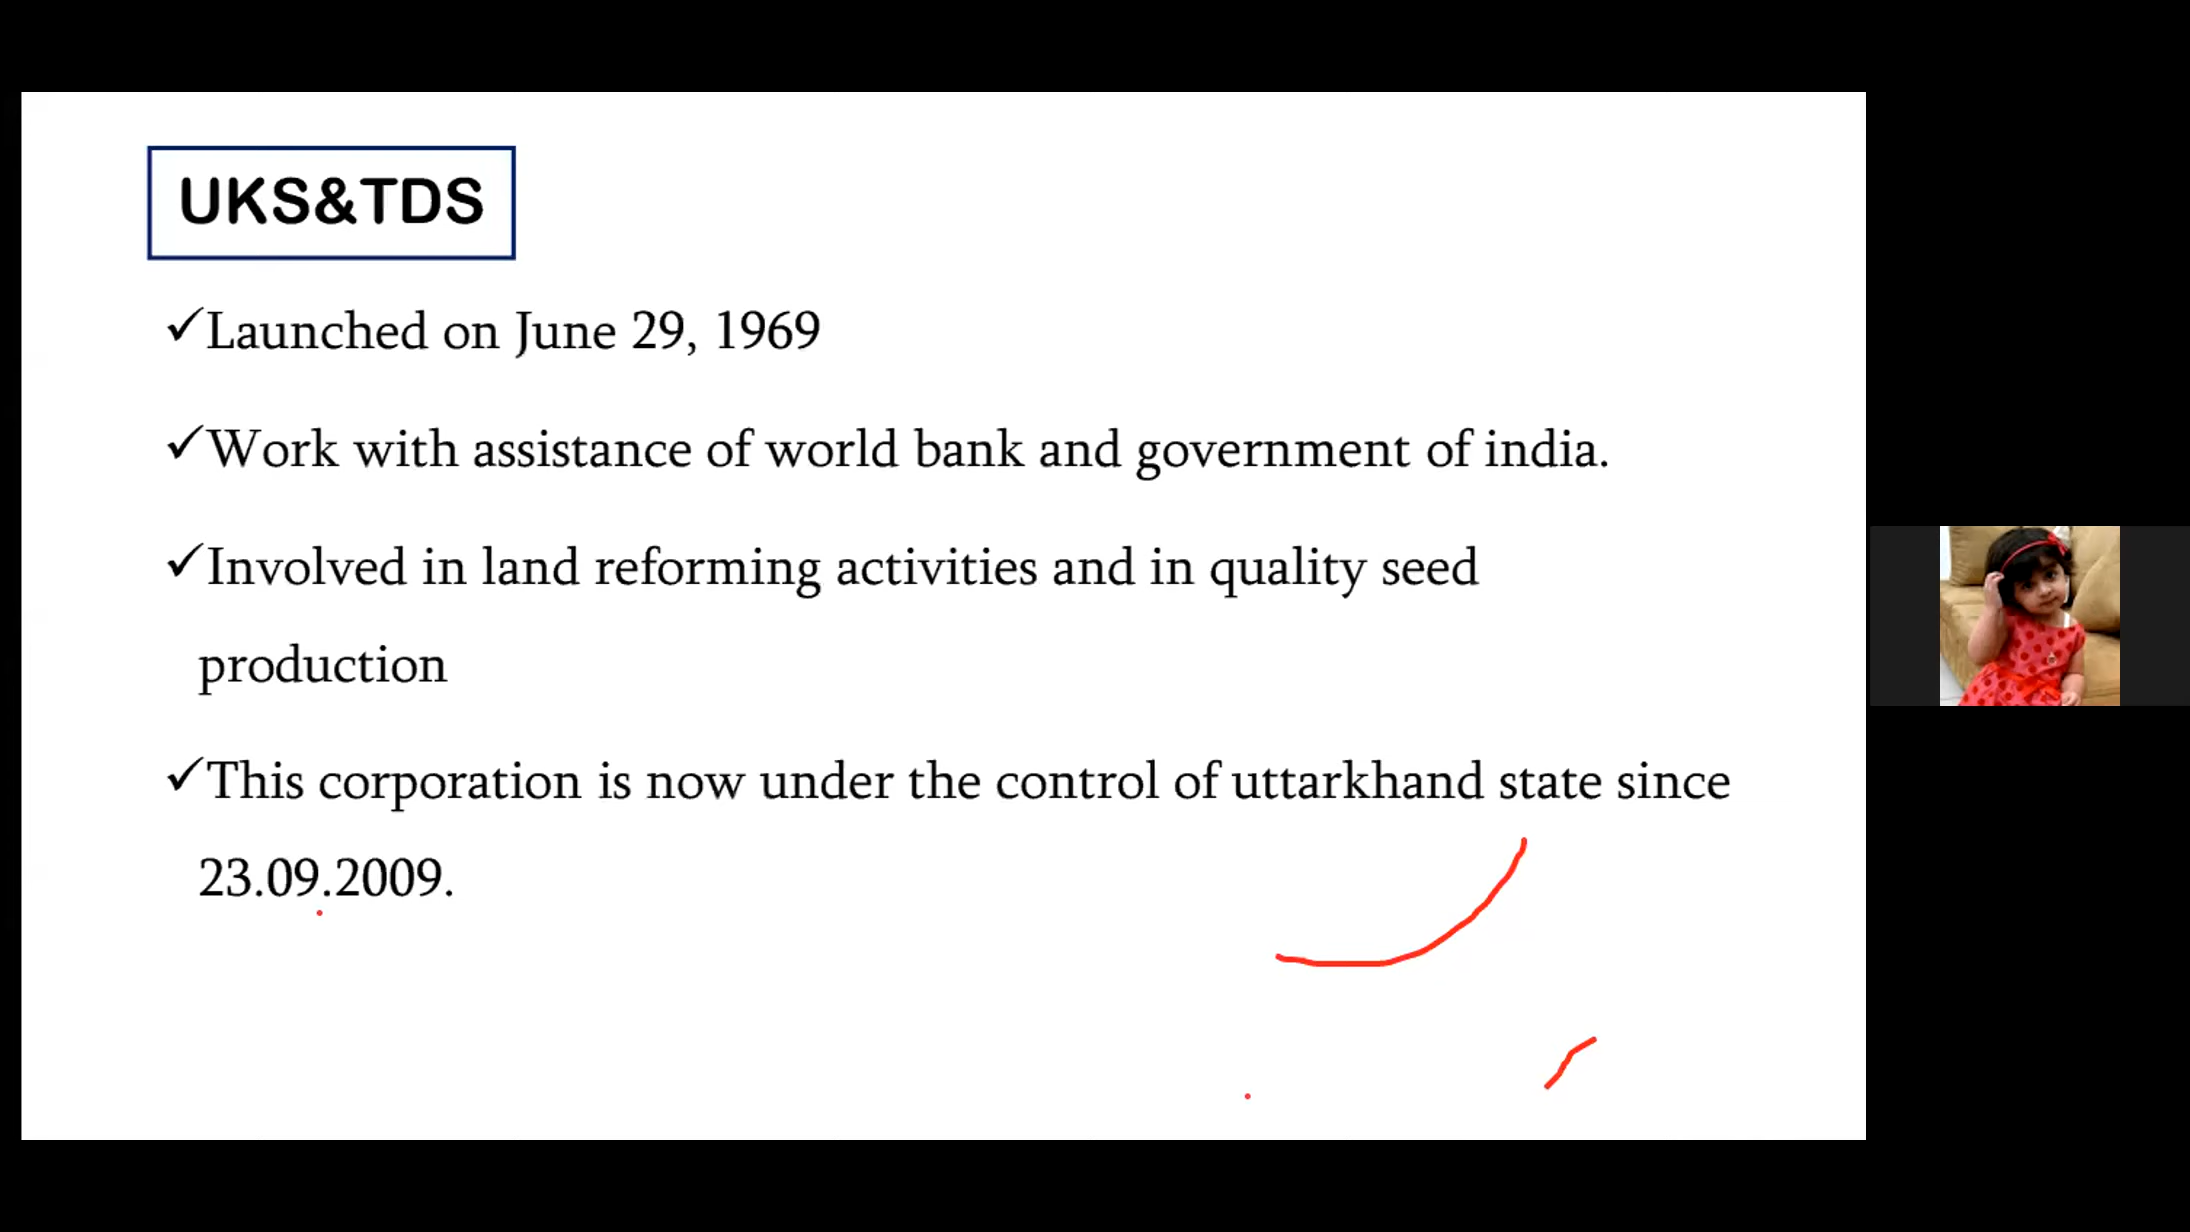 UKS&TDS
✓Launched on June 29, 1969
✓Work with assistance of world bank and government of india.
✓Involved in land reforming activities and in quality seed
production
✓This corporation is now under the control of uttarkhand state since
23.09.2009.